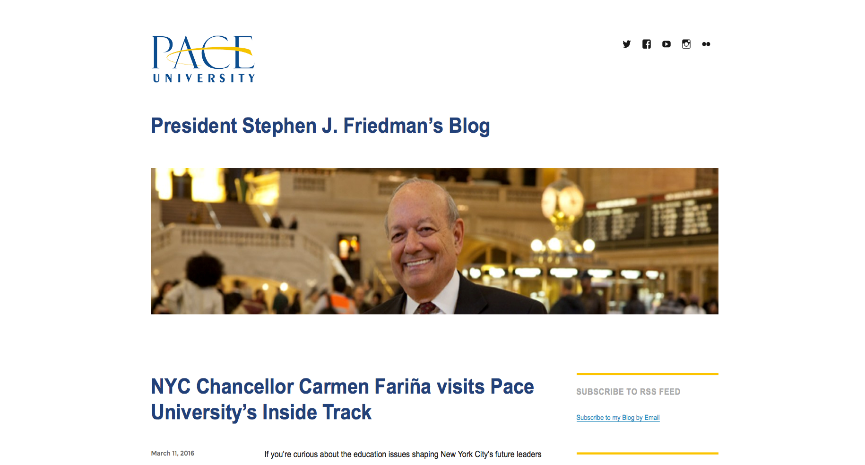 PACE
UNIVERSITY
President Stephen J. Friedman’s Blog
NYC Chancellor Carmen Fariña visits Pace
University’s Inside Track
March 11, 2016
If you're curious about the education issues shaping New York City's future leaders
SUBSCRIBE TO RSS FEED
Subscribe to my Blog by Email